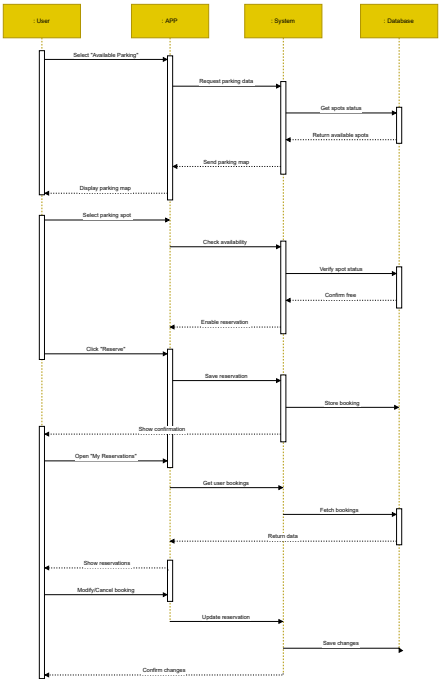 : User
: APP
: System
: Database
Select "Available Parking"
Request parking data
Get spots status
Return available spots
Send parking map
Display parking map
Select parking spot
Check availability
Verify spot status
Confirm free
Enable reservation
Click "Reserve"
Save reservation
Store booking
Show confirmation
Open "My Reservations"
Get user bookings
Fetch bookings
Return data
Show reservations
Modify/Cancel booking
Update reservation
Save changes
Confirm changes